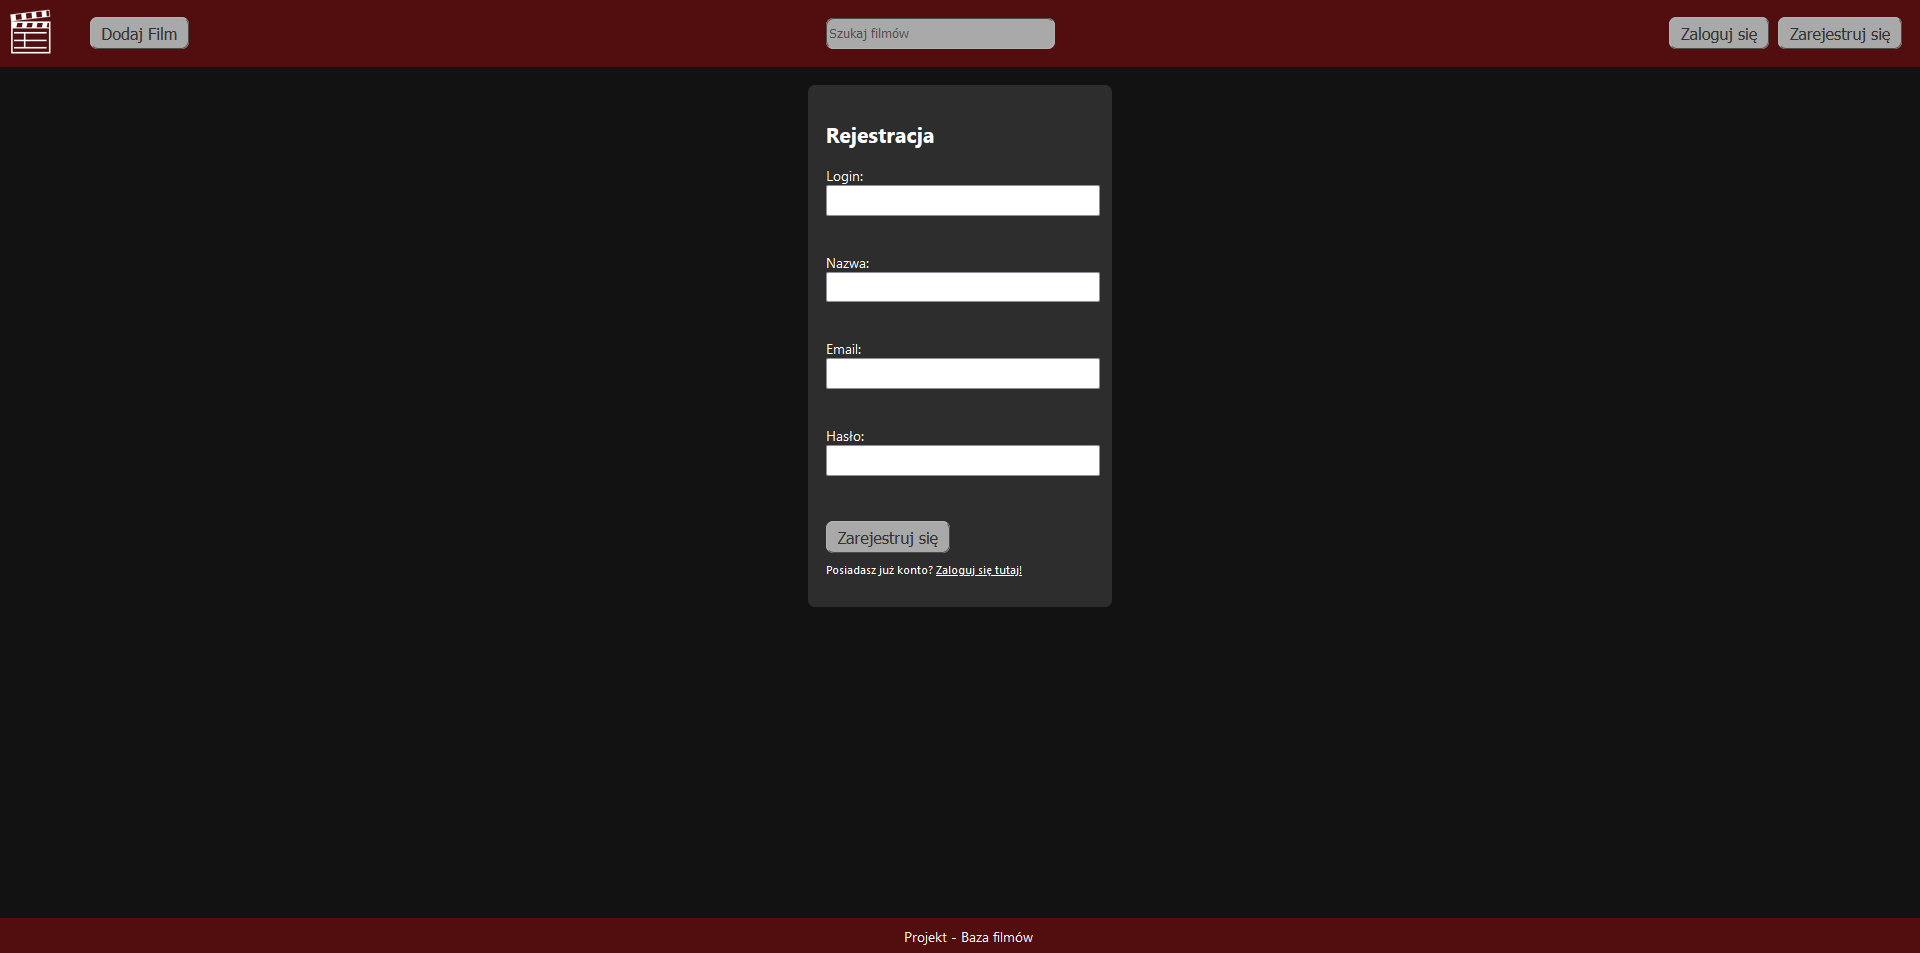 Dodaj Film
Szukaj filmów
Zaloguj się
Zarejestruj się
Rejestracja
Login:
Nazwa:
Email:
Hasło:
Zarejestruj się
Posiadasz już konto? Zaloguj się tutaj!
Projekt - Baza filmów